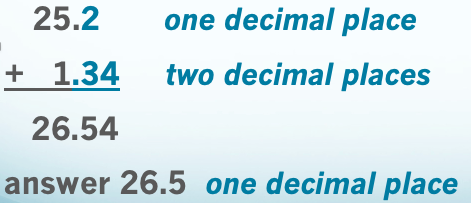 25.2 one decimal place
+ 1.34 two decimal places
26.54
answer 26.5 one decimal place